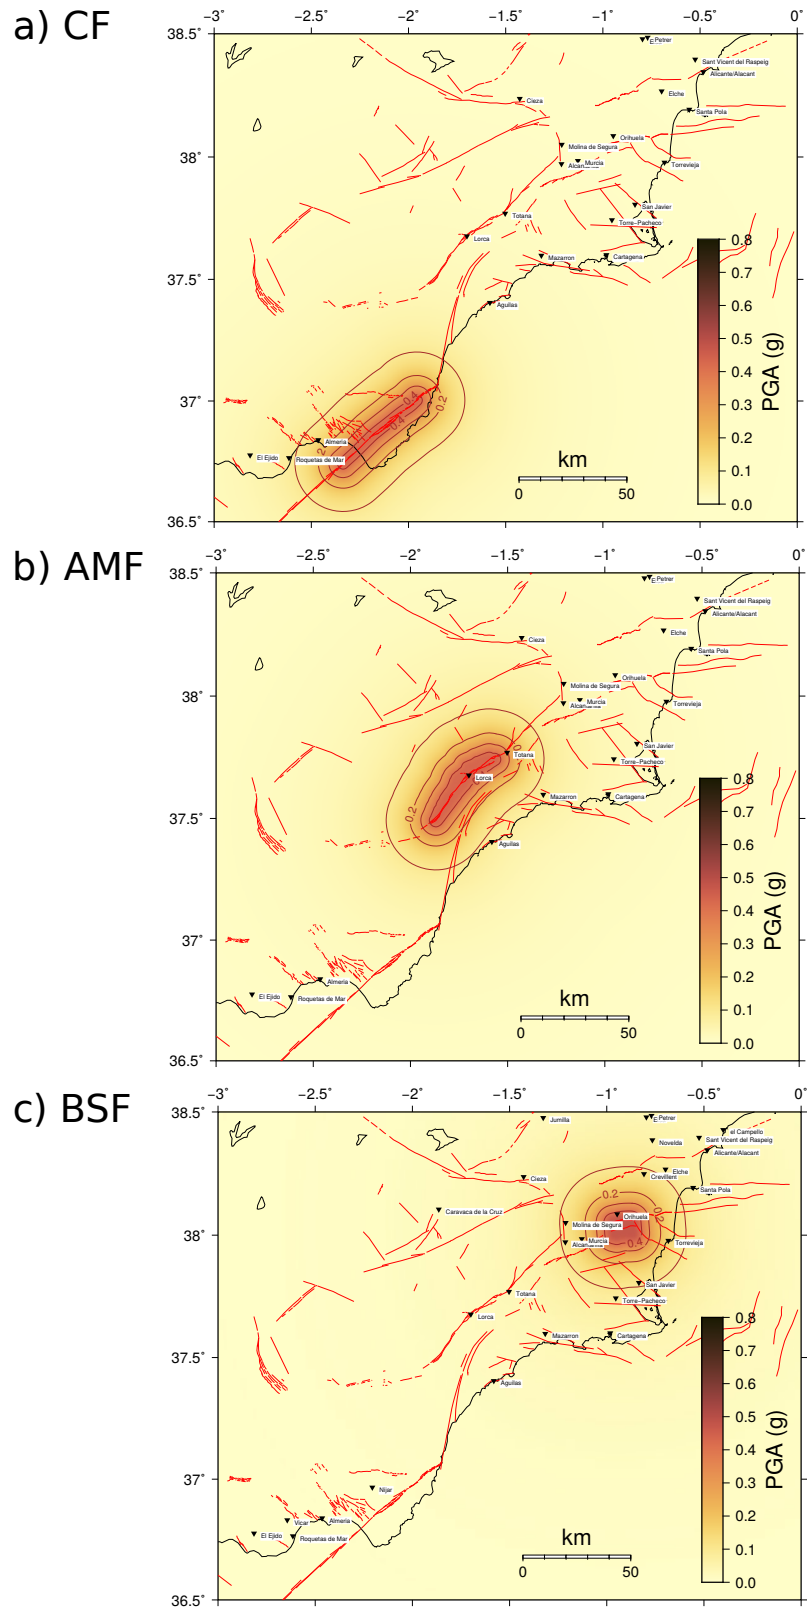 a) CF
−3˚ −2.5˚ −2˚ −1.5˚ −1˚ −0.5˚ 0˚
38.5˚
Petrer
Sant Vicent del Raspeig
Alicante/Alacant
Elche
Cieza
Santa Pola
Orihuela
Molina de Segura
38˚
Murcia
Torrevieja
San Javier
Totana
Torre−Pacheco
Lorca
Mazarron
Cartagena
37.5˚
Aguilas
0.8
0.7
0.6
0.5
0.4
0.3
0.2
0.1
0.0
PGA (g)
37˚
0.4
0.2
0.4
Almeria
El Ejido
Roquetas de Mar
km
0 50
36.5˚
b) AMF
−3˚ −2.5˚ −2˚ −1.5˚ −1˚ −0.5˚ 0˚
38.5˚
Petrer
Sant Vicent del Raspeig
Alicante/Alacant
Elche
Cieza
Santa Pola
Orihuela
Molina de Segura
38˚
Murcia
Torrevieja
San Javier
Totana
Torre−Pacheco
Lorca
Mazarron
Cartagena
0.2
37.5˚
Aguilas
0.8
0.7
0.6
0.5
0.4
0.3
0.2
0.1
0.0
PGA (g)
37˚
Almeria
El Ejido
Roquetas de Mar
km
0 50
36.5˚
c) BSF
−3˚ −2.5˚ −2˚ −1.5˚ −1˚ −0.5˚ 0˚
38.5˚
Jumilla
Petrer
el Campello
Sant Vicent del Raspeig
Novelda
Alicante/Alacant
Elche
Crevillent
Cieza
Santa Pola
0.2
0.2
Caravaca de la Cruz
Orihuela
Molina de Segura
38˚
Murcia
0.4
Torrevieja
San Javier
Totana
Torre−Pacheco
Lorca
Mazarron
Cartagena
37.5˚
Aguilas
0.8
0.7
0.6
0.5
0.4
0.3
0.2
0.1
0.0
PGA (g)
37˚
Nijar
Vicar
Almeria
El Ejido
Roquetas de Mar
km
0 50
36.5˚